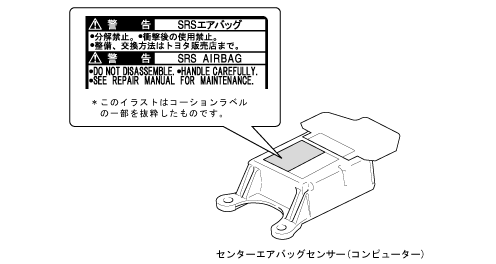 警 告 SRSエアバッグ
•分解禁止。•衝撃後の使用禁止。
•整備、交換方法はトヨタ販売店まで。
警 告 SRS AIRBAG
•DO NOT DISASSEMBLE. •HANDLE CAREFULLY.
•SEE REPAIR MANUAL FOR MAINTENANCE.
*このイラストはコーションラベル
の一部を抜粋したものです。
センターエアバッグセンサー(コンピューター)